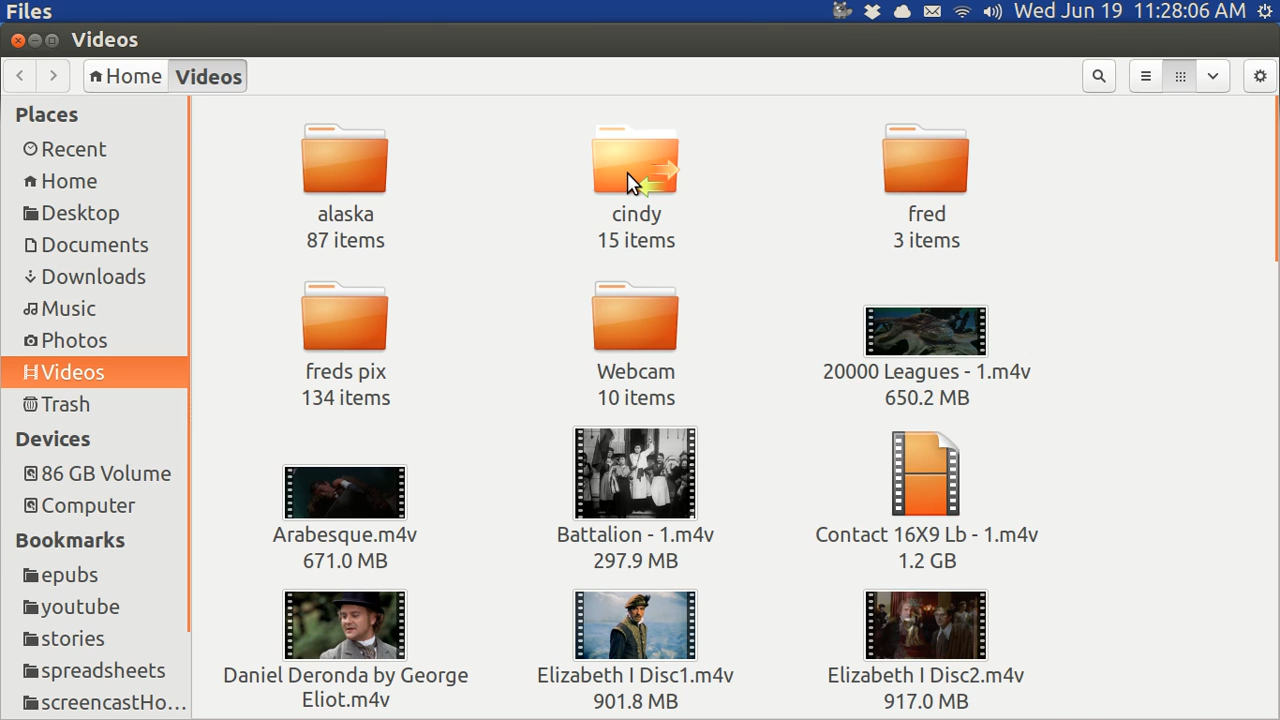 Files
Wed Jun 19 11:28:06 AM
Videos
Home
Videos
Places
Recent
Home
Desktop
Documents
Downloads
Music
Photos
Videos
Trash
Devices
86 GB Volume
Computer
Bookmarks
epubs
youtube
stories
spreadsheets
screencastHo...
alaska
87 items
cindy
15 items
fred
3 items
freds pix
134 items
Webcam
10 items
20000 Leagues - 1.m4v
650.2 MB
Arabesque.m4v
671.0 MB
Battalion - 1.m4v
297.9 MB
Contact 16X9 Lb - 1.m4v
1.2 GB
Daniel Deronda by George
Eliot.m4v
Elizabeth I Disc1.m4v
901.8 MB
Elizabeth I Disc2.m4v
917.0 MB